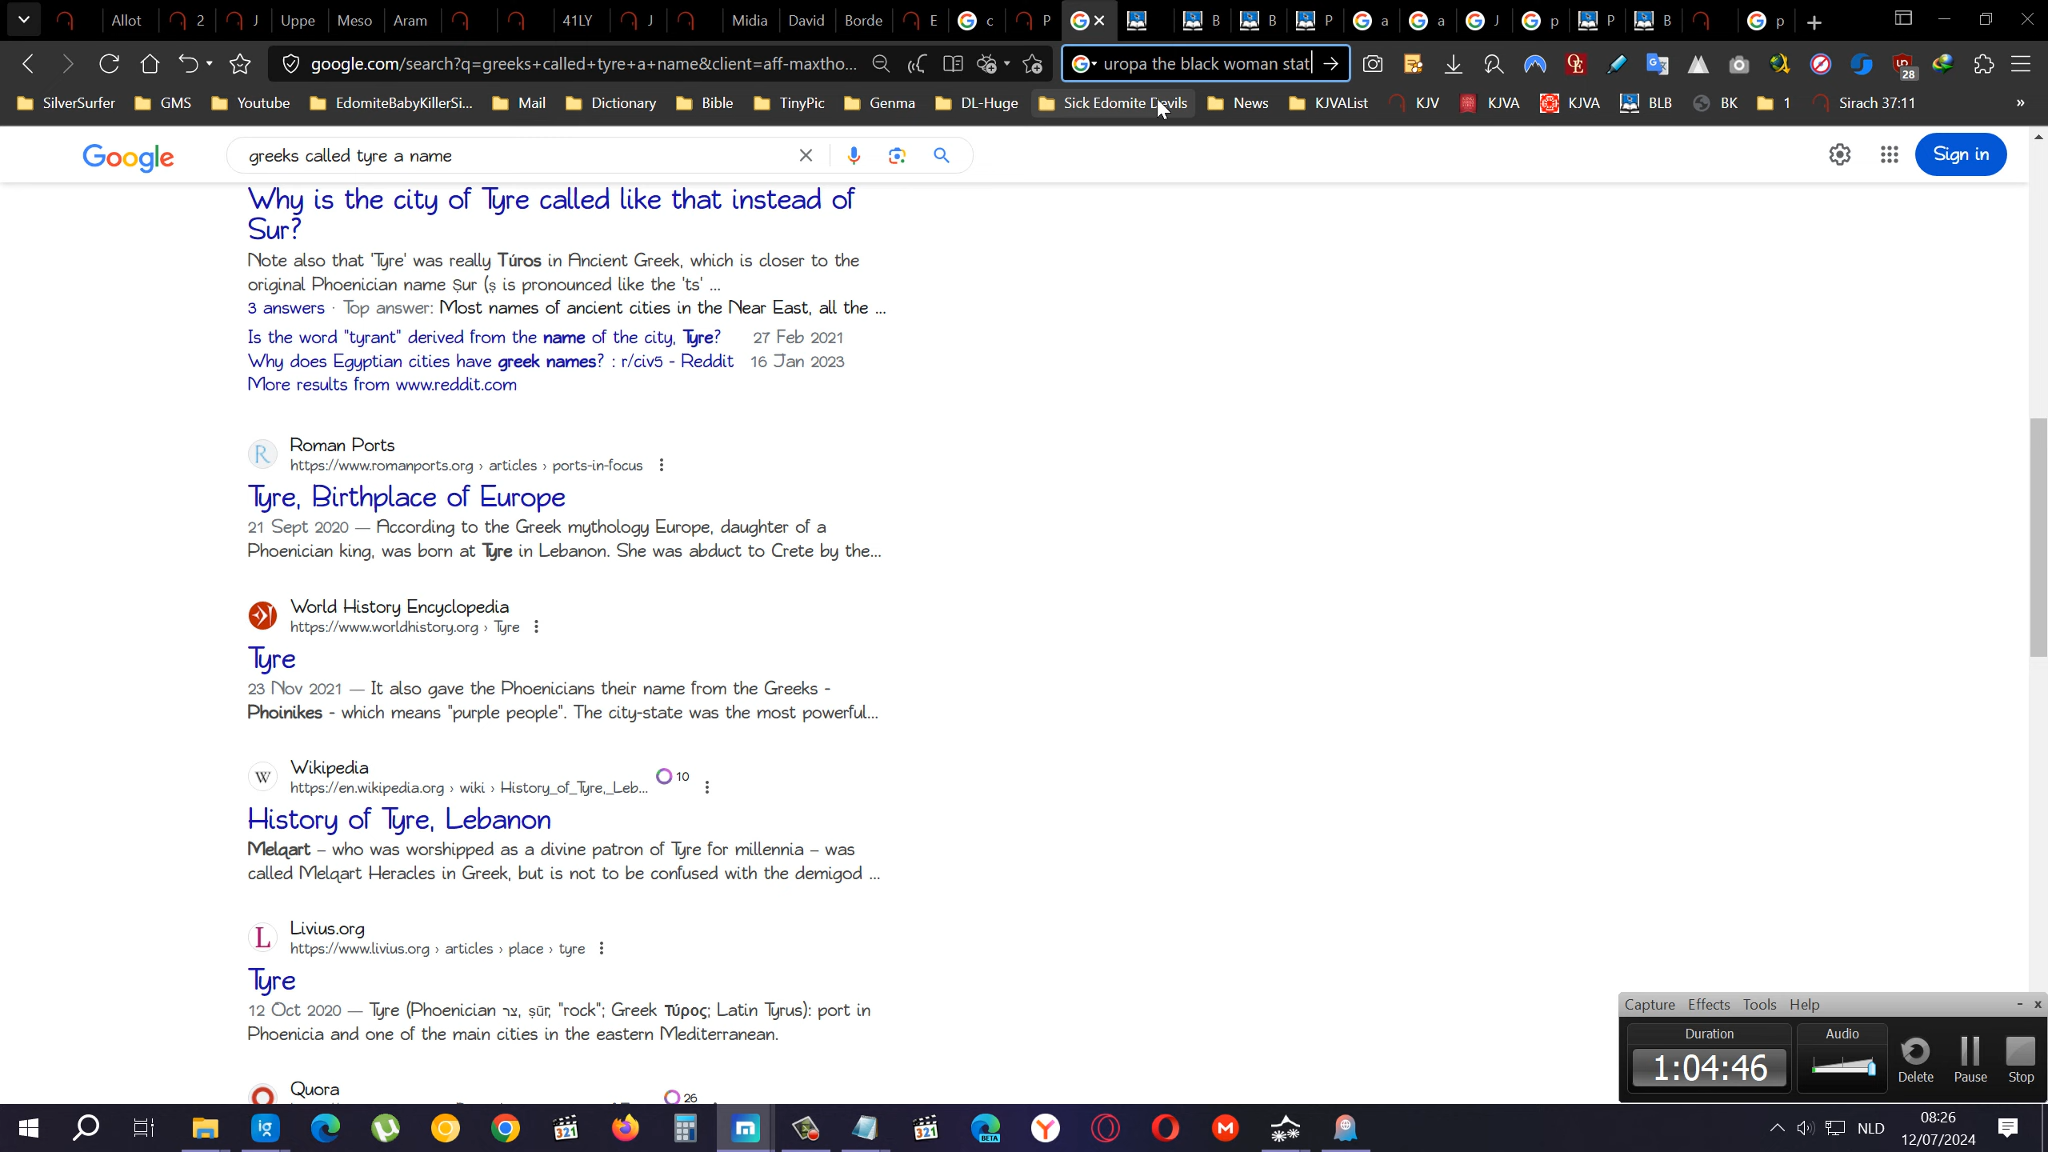 Allot
2
J
Uppe
Meso
Aram
41LY
J
Midia
David
Borde
E
c
P
B
B
P
a
a
J
p
P
B
p
google.com/search?q=greeks+called+tyre+a+name&client=aff-maxtho...
uropa the black woman stat
28
SilverSurfer
GMS
Youtube
EdomiteBabyKillerSi...
Mail
Dictionary
Bible
TinyPic
Genma
DL-Huge
Sick Edomite Devils
News
KJVAList
KJV
KJVA
KJVA
BLB
BK
1
Sirach 37:11
Google
greeks called tyre a name
Sign in
Why is the city of Tyre called like that instead of
Sur?
Note also that 'Tyre' was really Túros in Ancient Greek, which is closer to the
original Phoenician name Ṣur (ṣ is pronounced like the 'ts' ...
3 answers · Top answer: Most names of ancient cities in the Near East, all the ...
Is the word "tyrant" derived from the name of the city, Tyre? 27 Feb 2021
Why does Egyptian cities have greek names? : r/civ5 - Reddit 16 Jan 2023
More results from www.reddit.com
R
Roman Ports
https://www.romanports.org › articles › ports-in-focus
Tyre, Birthplace of Europe
21 Sept 2020 — According to the Greek mythology Europe, daughter of a
Phoenician king, was born at Tyre in Lebanon. She was abduct to Crete by the...
World History Encyclopedia
https://www.worldhistory.org › Tyre
Tyre
23 Nov 2021 — It also gave the Phoenicians their name from the Greeks -
Phoinikes - which means "purple people". The city-state was the most powerful...
W
Wikipedia
10
https://en.wikipedia.org › wiki › History_of_Tyre,_Leb...
History of Tyre, Lebanon
Melqart – who was worshipped as a divine patron of Tyre for millennia – was
called Melqart Heracles in Greek, but is not to be confused with the demigod ...
L
Livius.org
https://www.livius.org › articles › place › tyre
Tyre
12 Oct 2020 — Tyre (Phoenician צר, ṣūr, "rock"; Greek Τύρος; Latin Tyrus): port in
Phoenicia and one of the main cities in the eastern Mediterranean.
Quora
26
Capture Effects Tools Help
Duration
Audio
1:04:46
Delete
Pause
Stop
NLD
08:26
12/07/2024